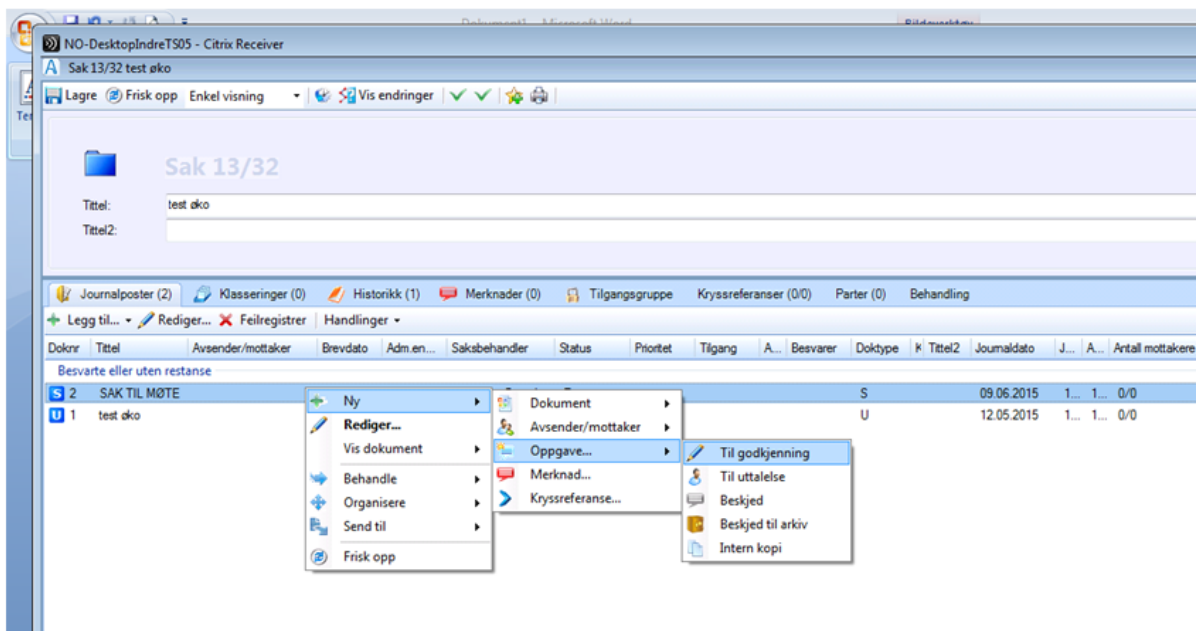 Dokument1 - Microsoft Word
Bildeverktøy
NO-DesktopIndreTS05 - Citrix Receiver
Sak 13/32 test øko
Lagre Frisk opp Enkel visning Vis endringer
Sak 13/32
Tittel: test øko
Tittel2:
Journalposter (2) Klasseringer (0) Historikk (1) Merknader (0) Tilgangsgruppe Kryssreferanser (0/0) Parter (0) Behandling
Legg til... Rediger... Feilregistrer Handlinger
Doknr Tittel Avsender/mottaker Brevdato Adm.en... Saksbehandler Status Prioritet Tilgang A... Besvarer Doktype K Tittel2 Journaldato J... A... Antall mottakere
Besvarte eller uten restanse
S 2 SAK TIL MØTE S 09.06.2015 1... 1... 0/0
U 1 test øko U 12.05.2015 1... 1... 0/0
Ny
Rediger...
Vis dokument
Behandle
Organisere
Send til
Frisk opp
Dokument
Avsender/mottaker
Oppgave...
Merknad...
Kryssreferanse...
Til godkjenning
Til uttalelse
Beskjed
Beskjed til arkiv
Intern kopi